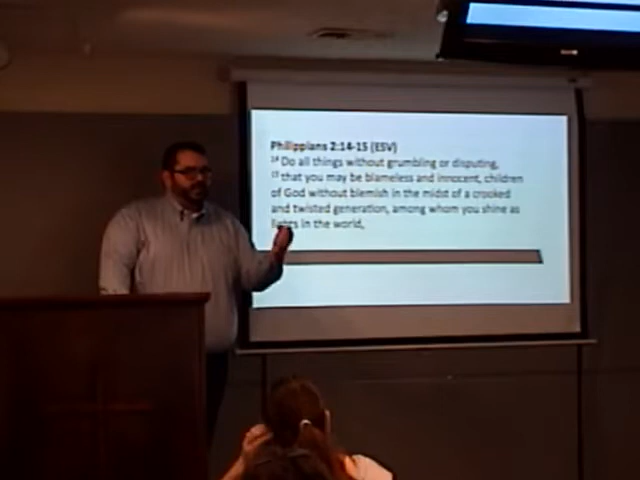 Philippians 2:14-15 (ESV)
14 Do all things without grumbling or disputing,
15 that you may be blameless and innocent, children
of God without blemish in the midst of a crooked
and twisted generation, among whom you shine as
lights in the world,